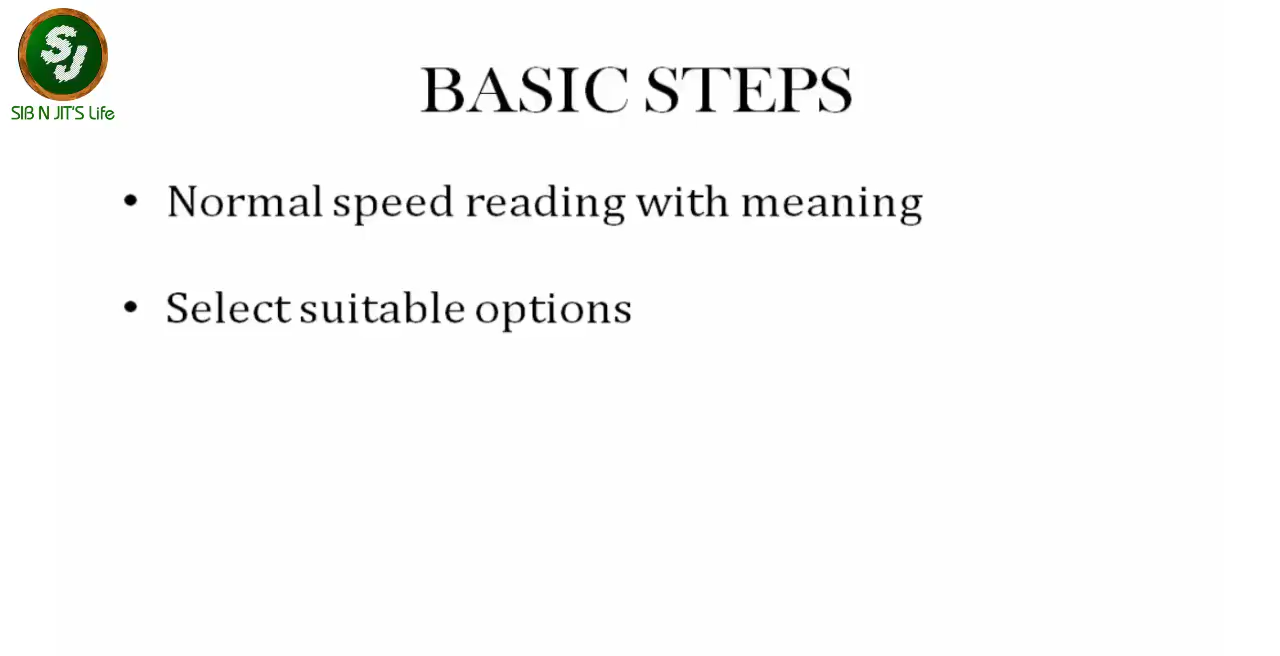 SJ
SIB N JIT'S Life
BASIC STEPS
• Normal speed reading with meaning
• Select suitable options